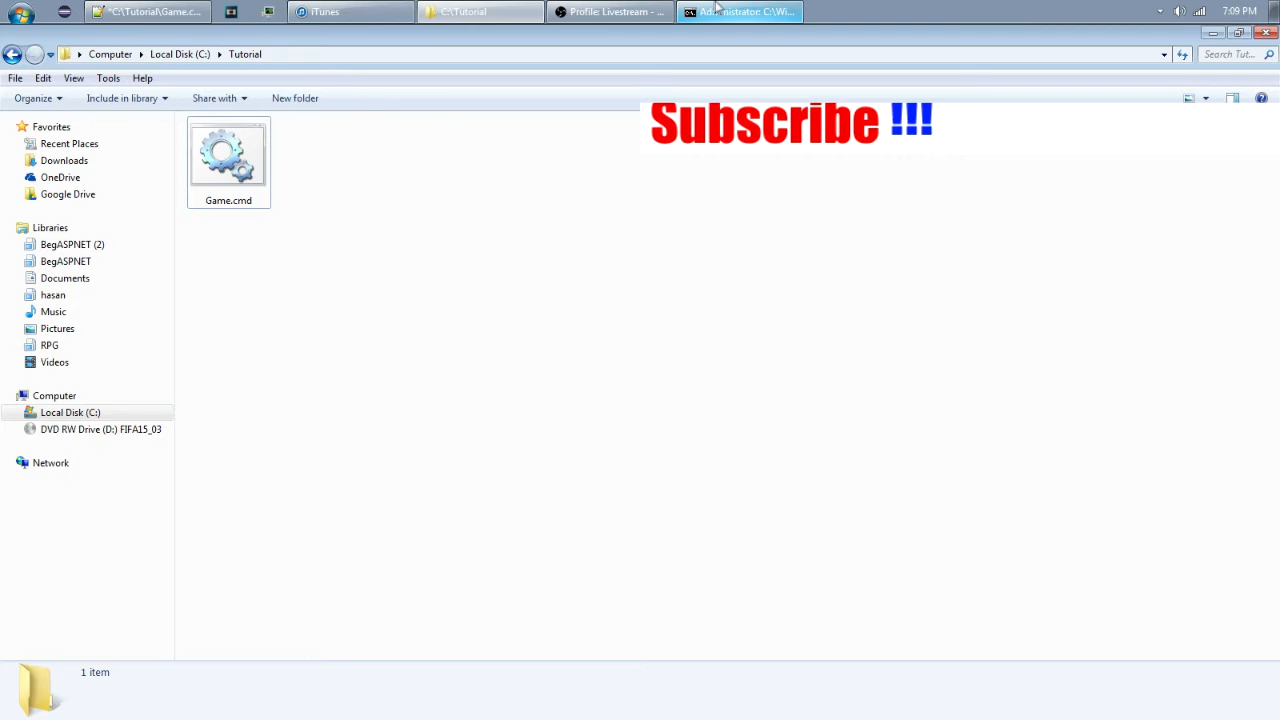 *C:\Tutorial\Game.c...
iTunes
C:\Tutorial
Profile: Livestream - ...
Administrator: C:\Wi...
7:09 PM
Computer
Local Disk (C:)
Tutorial
Search Tut...
File
Edit
View
Tools
Help
Organize
Include in library
Share with
New folder
Subscribe !!!
Favorites
Recent Places
Downloads
OneDrive
Google Drive
Libraries
BegASPNET (2)
BegASPNET
Documents
hasan
Music
Pictures
RPG
Videos
Computer
Local Disk (C:)
DVD RW Drive (D:) FIFA15_03
Network
Game.cmd
1 item